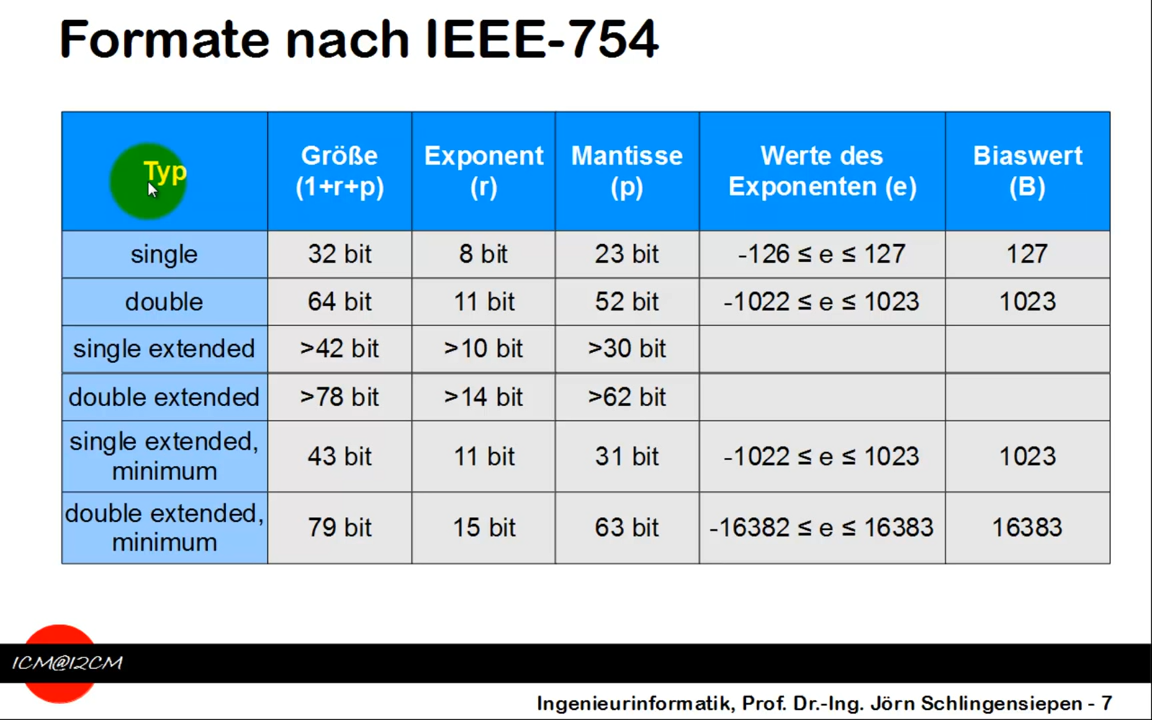 Formate nach IEEE-754
Typ
Größe
(1+r+p)
Exponent
(r)
Mantisse
(p)
Werte des
Exponenten (e)
Biaswert
(B)
single
32 bit
8 bit
23 bit
-126 ≤ e ≤ 127
127
double
64 bit
11 bit
52 bit
-1022 ≤ e ≤ 1023
1023
single extended
>42 bit
>10 bit
>30 bit
double extended
>78 bit
>14 bit
>62 bit
single extended,
minimum
43 bit
11 bit
31 bit
-1022 ≤ e ≤ 1023
1023
double extended,
minimum
79 bit
15 bit
63 bit
-16382 ≤ e ≤ 16383
16383
1CM@12CM
Ingenieurinformatik, Prof. Dr.-Ing. Jörn Schlingensiepen - 7